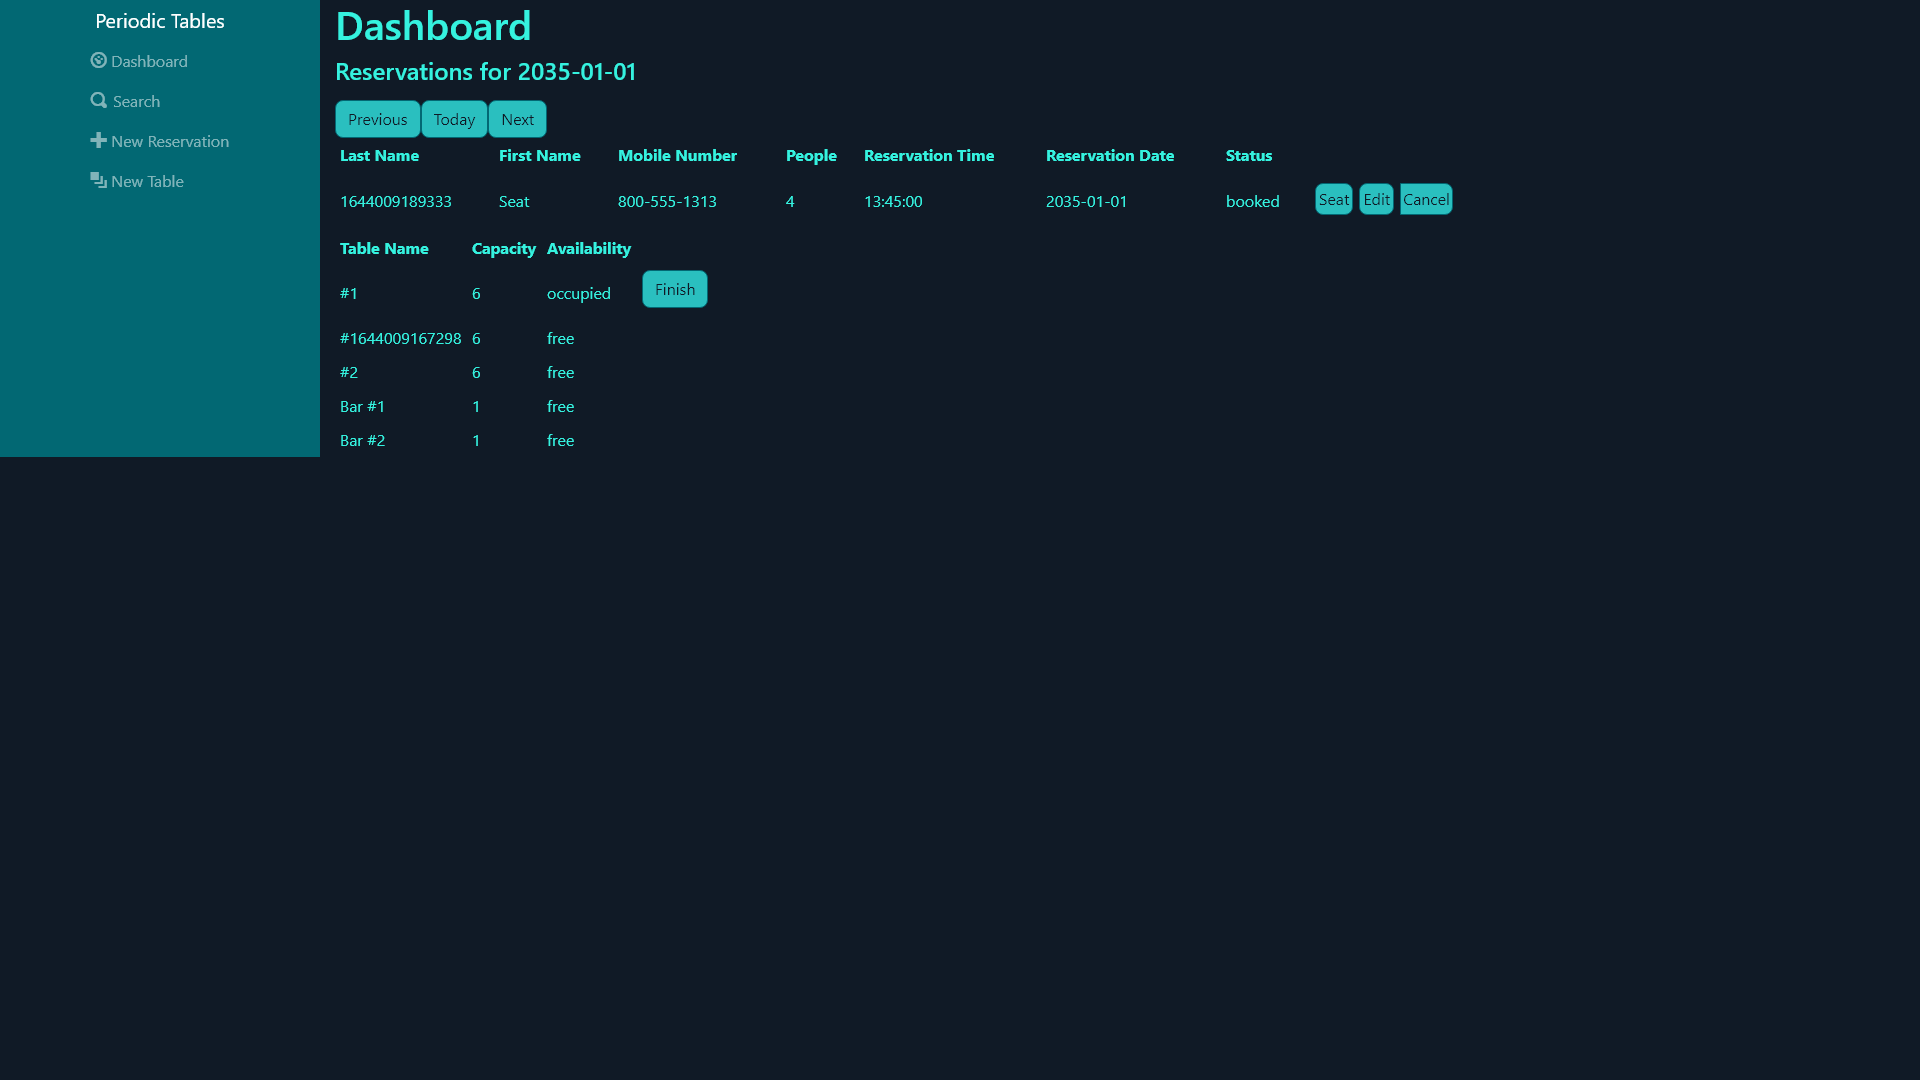 Periodic Tables
Dashboard
Search
New Reservation
New Table
Dashboard
Reservations for 2035-01-01
Previous Today Next
Last Name First Name Mobile Number People Reservation Time Reservation Date Status
1644009189333 Seat 800-555-1313 4 13:45:00 2035-01-01 booked Seat Edit Cancel
Table Name Capacity Availability
#1 6 occupied Finish
#1644009167298 6 free
#2 6 free
Bar #1 1 free
Bar #2 1 free